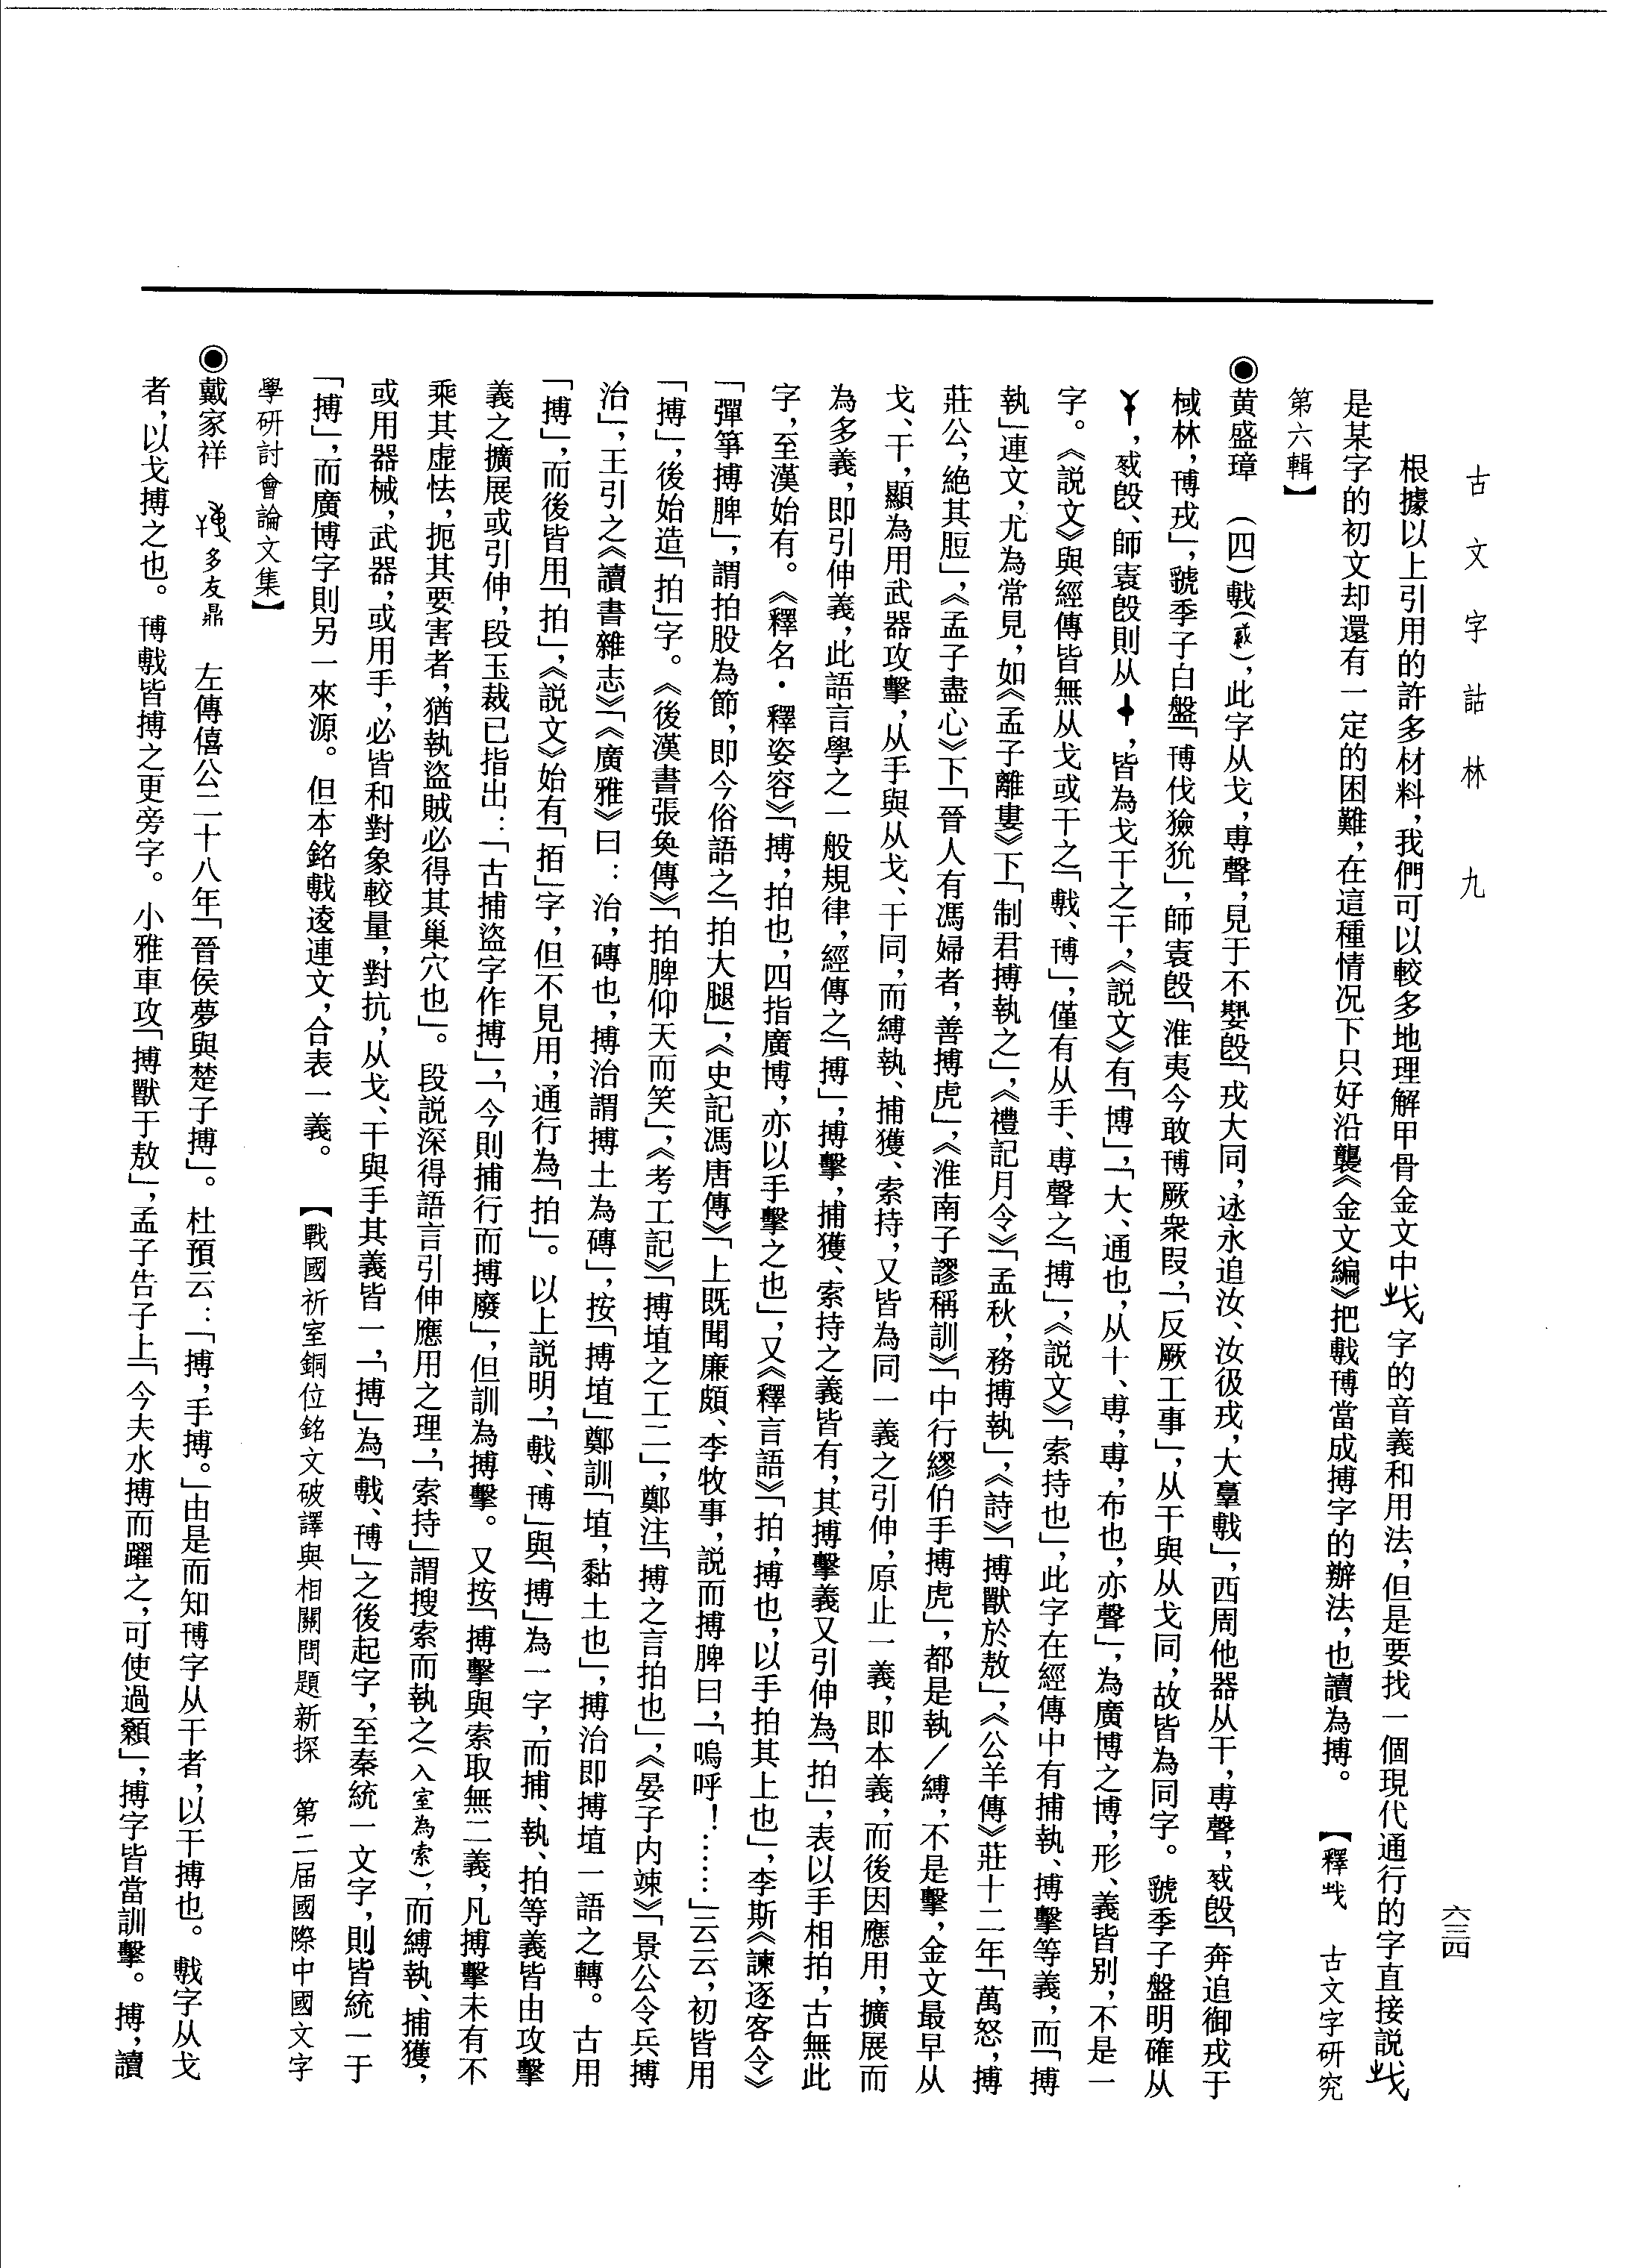 古文字詁林　九
六三四
根據以上引用的許多材料，我們可以較多地理解甲骨金文中字的音義和用法，但是要找一個現代通行的字直接說
是某字的初文却還有一定的困難，在這種情况下只好沿襲《金文編》把㦴䙏當成搏字的辦法，也讀為搏。　【釋　古文字研究
第六輯】
◉黃盛璋　（四）㦴（），此字从戈，尃聲，見于不㜽𣪘「戎大同，迖永追汝、汝彶戎，大臺㦴」，西周他器从干，尃聲，𢦚𣪘「奔追御戎于
棫林，博戎」，虢季子白盤「博伐獫狁」，師㝨𣪘「淮夷今敢博厥衆叚，「反厥工事」，从干與从戈同，故皆為同字。虢季子盤明確从
，𢦚𣪘、師㝨𣪘則从，皆為戈干之干，《說文》有「博」，「大、通也，从十、尃，尃，布也，亦聲」，為廣博之博，形、義皆别，不是一
字。《說文》與經傳皆無从戈或干之「㦴、博」，僅有从手、尃聲之「搏」，《說文》「索持也」，此字在經傳中有捕執、搏擊等義，而「搏
執」連文，尤為常見，如《孟子離婁》下「制君搏執之」，《禮記月令》「孟秋，務搏執」，《詩》「搏獸於敖」，《公羊傳》莊十二年「萬怒，搏
莊公，絶其脰」，《孟子盡心》下「晉人有馮婦者，善搏虎」，《淮南子謬稱訓》「中行繆伯手搏虎」，都是執／縛，不是擊，金文最早从
戈、干，顯為用武器攻擊，从手與从戈、干同，而縛執、捕獲、索持，又皆為同一義之引伸，原止一義，即本義，而後因應用，擴展而
為多義，即引伸義，此語言學之一般規律，經傳之「搏」，搏擊，捕獲、索持之義皆有，其搏擊義又引伸為「拍」，表以手相拍，古無此
字，至漢始有。《釋名·釋姿容》「搏，拍也，四指廣博，亦以手擊之也」，又《釋言語》「拍，搏也，以手拍其上也」，李斯《諫逐客令》
「彈箏搏脾」，謂拍股為節，即今俗語之「拍大腿」，《史記馮唐傳》「上既聞廉頗、李牧事，説而搏脾曰，「嗚呼！……」云云，初皆用
「搏」，後始造「拍」字。《後漢書張奐傳》「拍脾仰天而笑」，《考工記》「搏埴之工二」，鄭注「搏之言拍也」，《晏子内竦》「景公令兵搏
治」，王引之《讀書雜志》「《廣雅》曰：治，磚也，搏治謂搏土為磚」，按「搏埴」鄭訓「埴，黏土也」，搏治即搏埴一語之轉。古用
「搏」，而後皆用「拍」，《説文》始有「拍」字，但不見用，通行為「拍」。以上説明，「㦴、博」與「搏」為一字，而捕、執、拍等義皆由攻擊
義之擴展或引伸，段玉裁已指出：「古捕盜字作搏」，「今則捕行而搏廢」，但訓為搏擊。又按「搏擊與索取無二義，凡搏擊未有不
乘其虛怯，扼其要害者，猶執盜賊必得其巢穴也」。段説深得語言引伸應用之理，「索持」謂搜索而執之（入室為索），而縛執、捕獲，
或用器械，武器，或用手，必皆和對象較量，對抗，从戈、干與手其義皆一，「搏」為「㦴、博」之後起字，至秦統一文字，則皆統一于
「搏」，而廣博字則另一來源。但本銘㦴逡連文，合表一義。　【戰國祈室銅位銘文破譯與相關問題新探　第二届國際中國文字
學研討會論文集】
◉戴家祥　多友鼎　左傳僖公二十八年「晉侯夢與楚子搏」。杜預云：「搏，手搏。」由是而知博字从干者，以干搏也。㦴字从戈
者，以戈搏之也。博㦴皆搏之更旁字。小雅車攻「搏獸于敖」，孟子告子上「今夫水搏而躍之，可使過顙」，搏字皆當訓擊。搏，讀